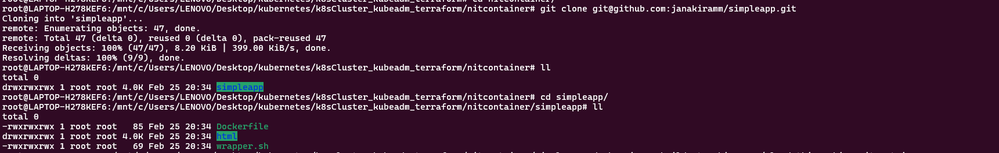 root@LAPTOP-H278KEF6:/mnt/c/Users/LENOVO/Desktop/kubernetes/k8sCluster_kubeadm_terraform/nitcontainer# git clone git@github.com:janakiramm/simpleapp.git
Cloning into 'simpleapp'...
remote: Enumerating objects: 47, done.
remote: Total 47 (delta 0), reused 0 (delta 0), pack-reused 47
Receiving objects: 100% (47/47), 8.20 KiB | 399.00 KiB/s, done.
Resolving deltas: 100% (9/9), done.
root@LAPTOP-H278KEF6:/mnt/c/Users/LENOVO/Desktop/kubernetes/k8sCluster_kubeadm_terraform/nitcontainer# ll
total 0
drwxrwxrwx 1 root root 4.0K Feb 25 20:34 simpleapp
root@LAPTOP-H278KEF6:/mnt/c/Users/LENOVO/Desktop/kubernetes/k8sCluster_kubeadm_terraform/nitcontainer# cd simpleapp/
root@LAPTOP-H278KEF6:/mnt/c/Users/LENOVO/Desktop/kubernetes/k8sCluster_kubeadm_terraform/nitcontainer/simpleapp# ll
total 0
-rwxrwxrwx 1 root root   85 Feb 25 20:34 Dockerfile
drwxrwxrwx 1 root root 4.0K Feb 25 20:34 html
-rwxrwxrwx 1 root root   69 Feb 25 20:34 wrapper.sh